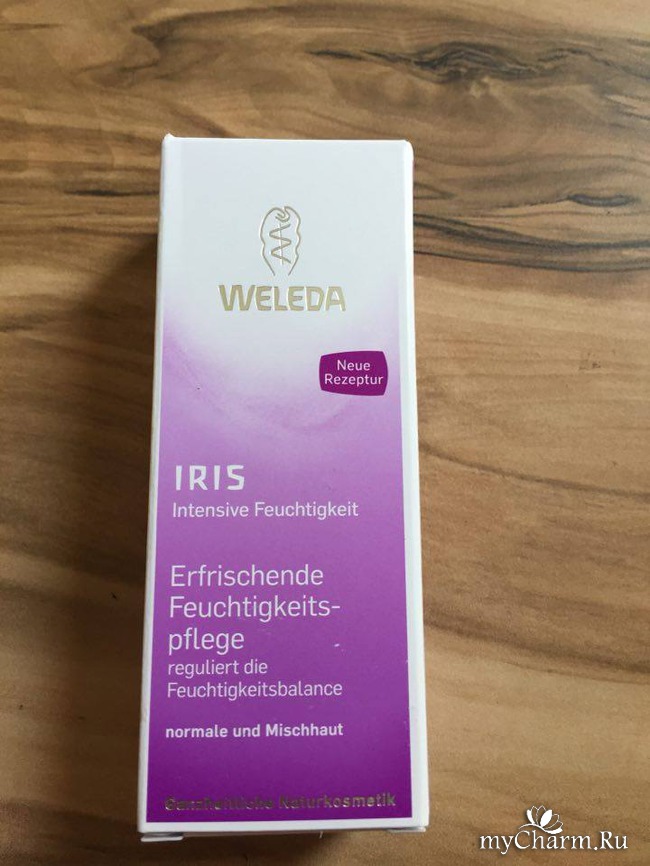 WELEDA
Neue
Rezeptur
IRIS
Intensive Feuchtigkeit
Erfrischende
Feuchtigkeits-
pflege
reguliert die
Feuchtigkeitsbalance
normale und Mischhaut
Ganzheitliche Naturkosmetik
myCharm.Ru